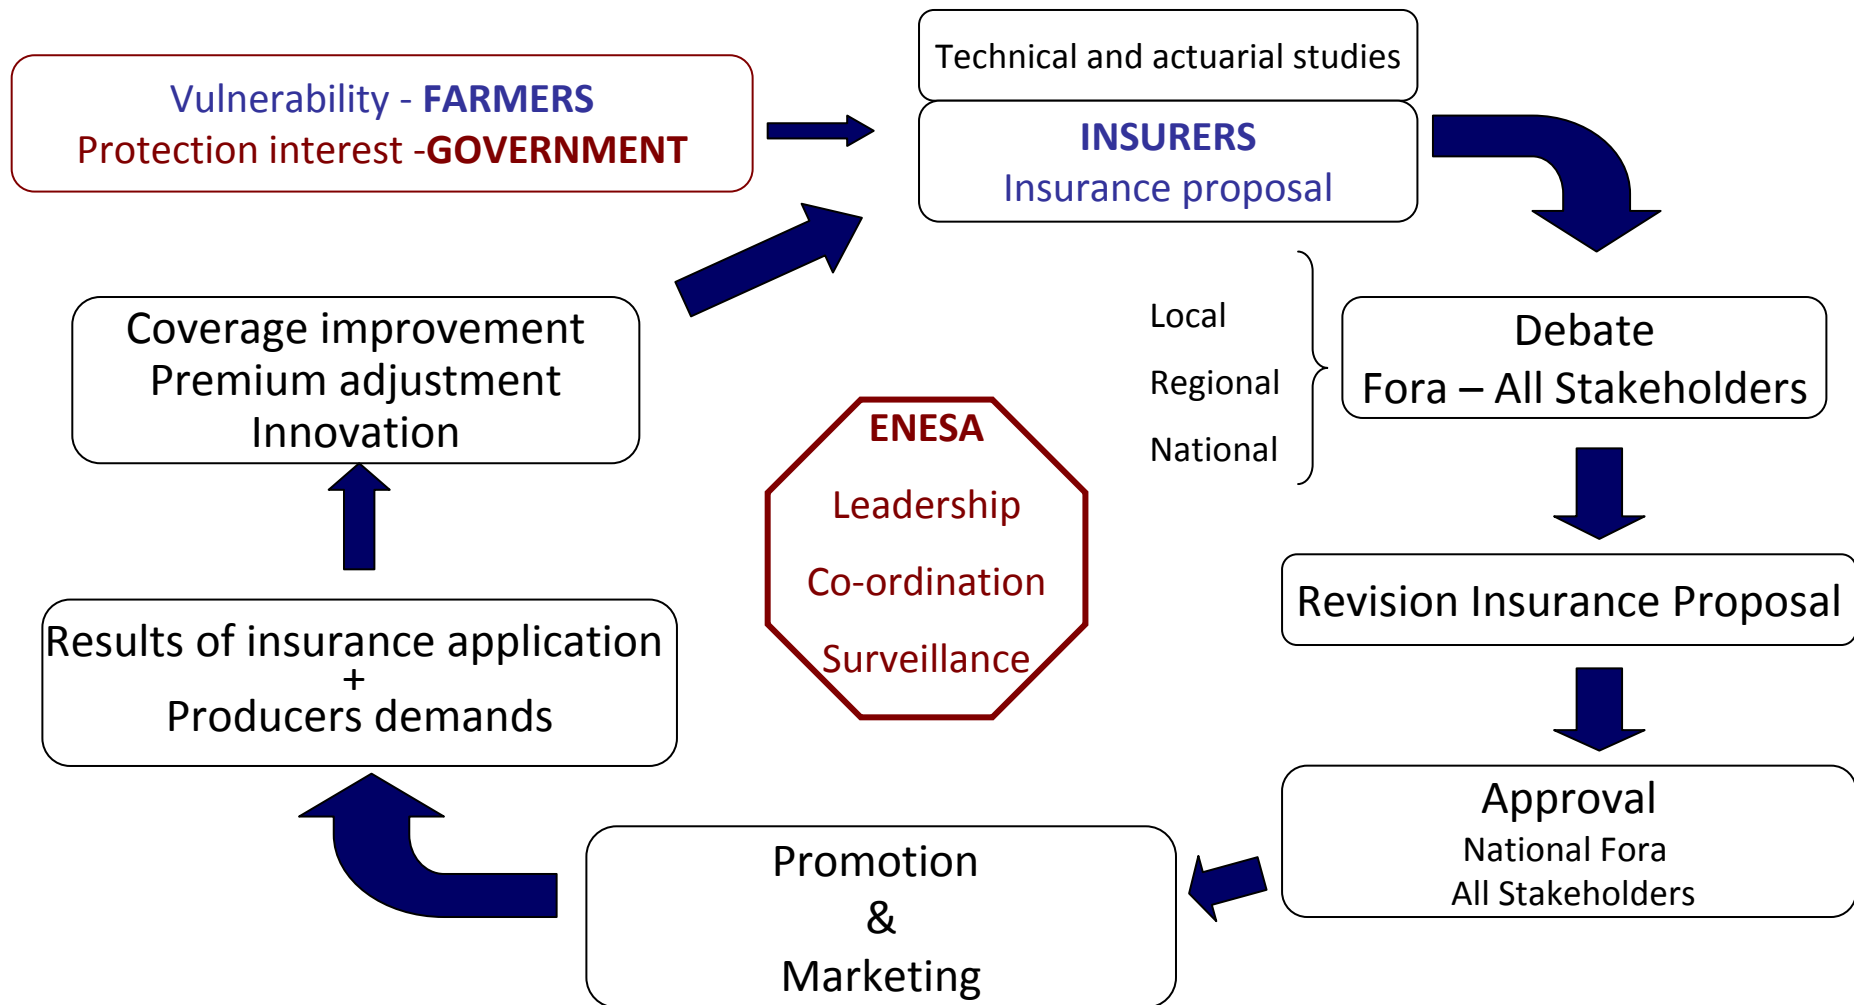 Vulnerability - FARMERS
Protection interest -GOVERNMENT
Technical and actuarial studies
INSURERS
Insurance proposal
Local
Regional
National
Debate
Fora – All Stakeholders
Revision Insurance Proposal
Approval
National Fora
All Stakeholders
Promotion
&
Marketing
Results of insurance application
+
Producers demands
Coverage improvement
Premium adjustment
Innovation
ENESA
Leadership
Co-ordination
Surveillance